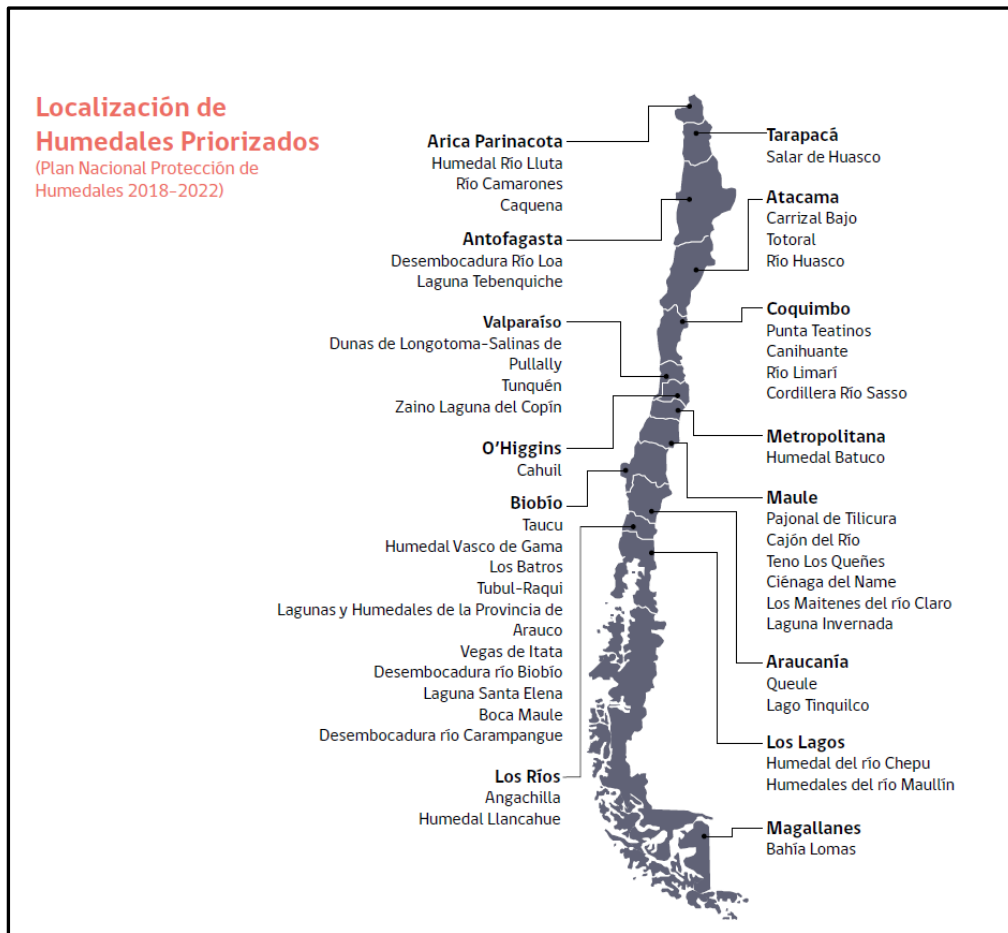 Localización de
Humedales Priorizados
(Plan Nacional Protección de
Humedales 2018-2022)
Arica Parinacota
Humedal Río Lluta
Río Camarones
Caquena
Antofagasta
Desembocadura Río Loa
Laguna Tebenquiche
Valparaíso
Dunas de Longotoma-Salinas de
Pullally
Tunquén
Zaino Laguna del Copín
O'Higgins
Cahuil
Biobío
Taucu
Humedal Vasco de Gama
Los Batros
Tubul-Raqui
Lagunas y Humedales de la Provincia de
Arauco
Vegas de Itata
Desembocadura río Biobío
Laguna Santa Elena
Boca Maule
Desembocadura río Carampangue
Los Ríos
Angachilla
Humedal Llancahue
Tarapacá
Salar de Huasco
Atacama
Carrizal Bajo
Totoral
Río Huasco
Coquimbo
Punta Teatinos
Canihuante
Río Limarí
Cordillera Río Sasso
Metropolitana
Humedal Batuco
Maule
Pajonal de Tilicura
Cajón del Río
Teno Los Queñes
Ciénaga del Name
Los Maitenes del río Claro
Laguna Invernada
Araucanía
Queule
Lago Tinquilco
Los Lagos
Humedal del río Chepu
Humedales del río Maullín
Magallanes
Bahía Lomas